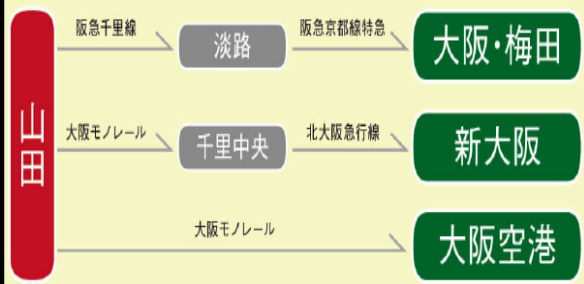 山田
阪急千里線
淡路
阪急京都線特急
大阪・梅田
大阪モノレール
千里中央
北大阪急行線
新大阪
大阪モノレール
大阪空港